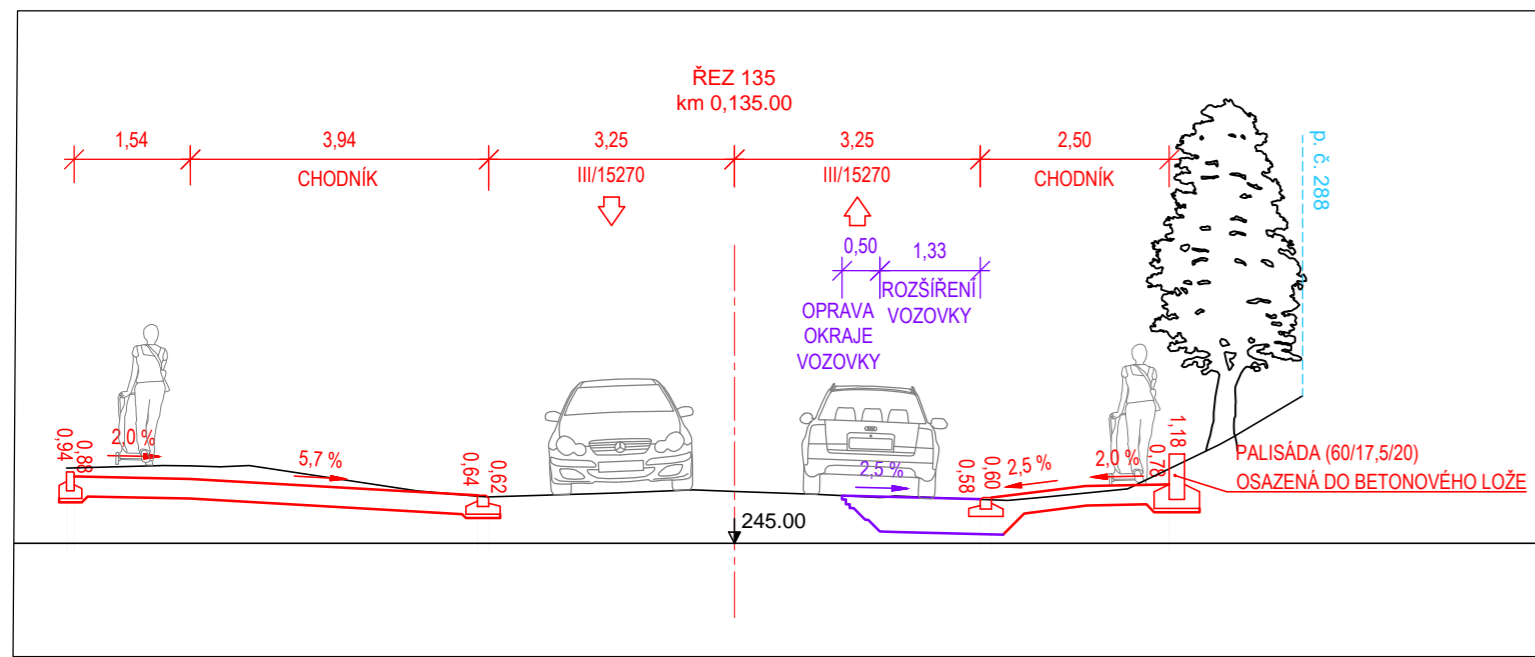 ŘEZ 135
km 0,135.00
1,54
3,94
3,25
3,25
2,50
CHODNÍK
III/15270
III/15270
CHODNÍK
p. č. 288
0,50
1,33
OPRAVA
OKRAJE
VOZOVKY
ROZŠÍŘENÍ
VOZOVKY
0,94
0,88
2,0 %
5,7 %
0,64
0,62
2,5 %
0,58
0,60
2,5 %
2,0 %
0,78
1,18
PALISÁDA (60/17,5/20)
OSAZENÁ DO BETONOVÉHO LOŽE
245.00